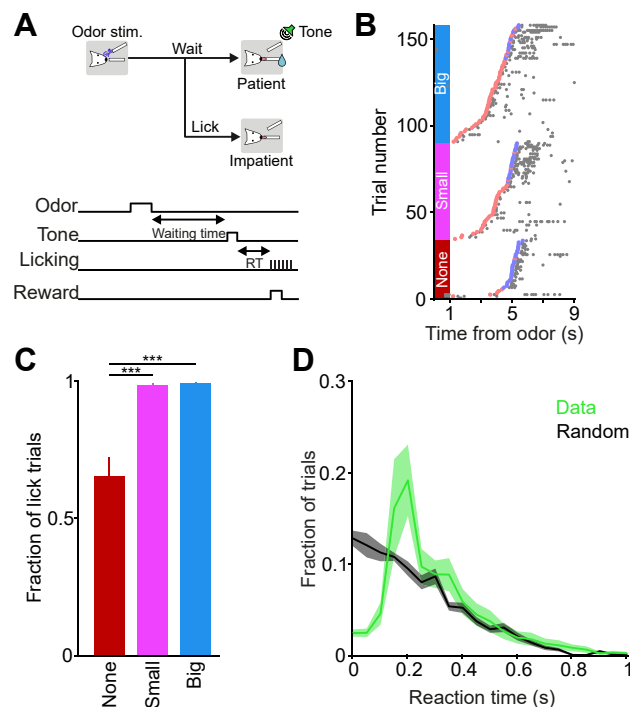 A
Odor stim.
Wait
Tone
Patient
Lick
Impatient
Odor
Waiting time
Tone
RT
Licking
Reward
B
Trial number
150
100
50
0
Big
Small
None
1
5
9
Time from odor (s)
C
Fraction of lick trials
***
***
1
0.5
0
None
Small
Big
D
Fraction of trials
0.3
0.2
0.1
0
Data
Random
0
0.2
0.4
0.6
0.8
1
Reaction time (s)